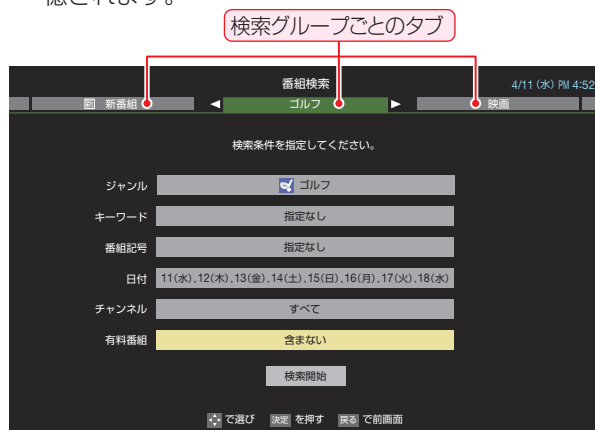 憶されます。
検索グループごとのタブ
番組検索 4/11 (水) PM 4:52
新 新番組 ◀ ゴルフ ▶ 映画
検索条件を指定してください。
ジャンル ゴルフ
キーワード 指定なし
番組記号 指定なし
日付 11(水),12(木),13(金),14(土),15(日),16(月),17(火),18(水)
チャンネル すべて
有料番組 含まない
検索開始
で選び 決定 を押す 戻る で前画面